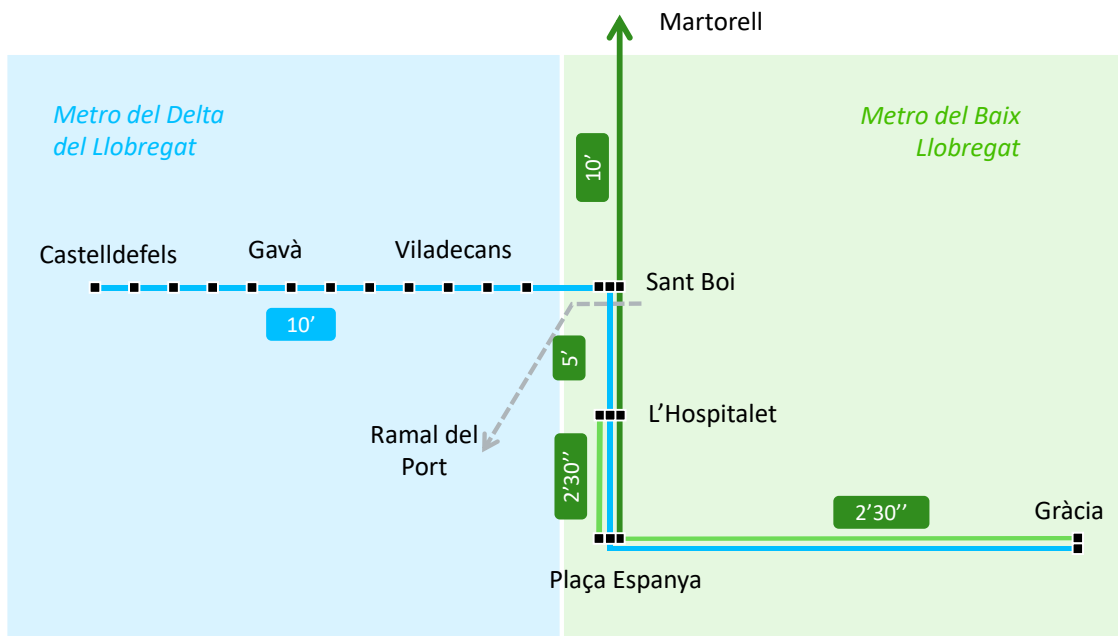 Martorell
Metro del Delta
del Llobregat
Metro del Baix
Llobregat
10’
Castelldefels
Gavà
Viladecans
Sant Boi
10’
5’
L’Hospitalet
Ramal del
Port
2’30’’
2’30’’
Gràcia
Plaça Espanya